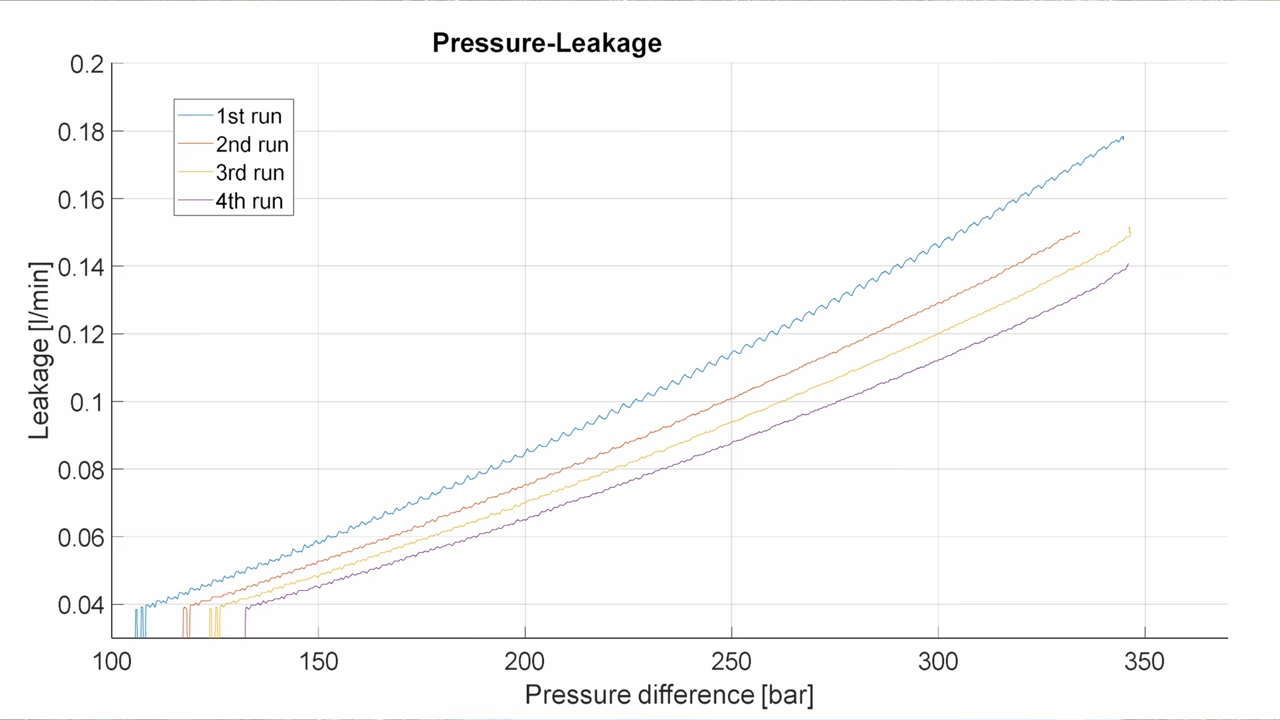 Pressure-Leakage
0.2
0.18
0.16
0.14
0.12
0.1
0.08
0.06
0.04
Leakage [l/min]
1st run
2nd run
3rd run
4th run
100 150 200 250 300 350
Pressure difference [bar]